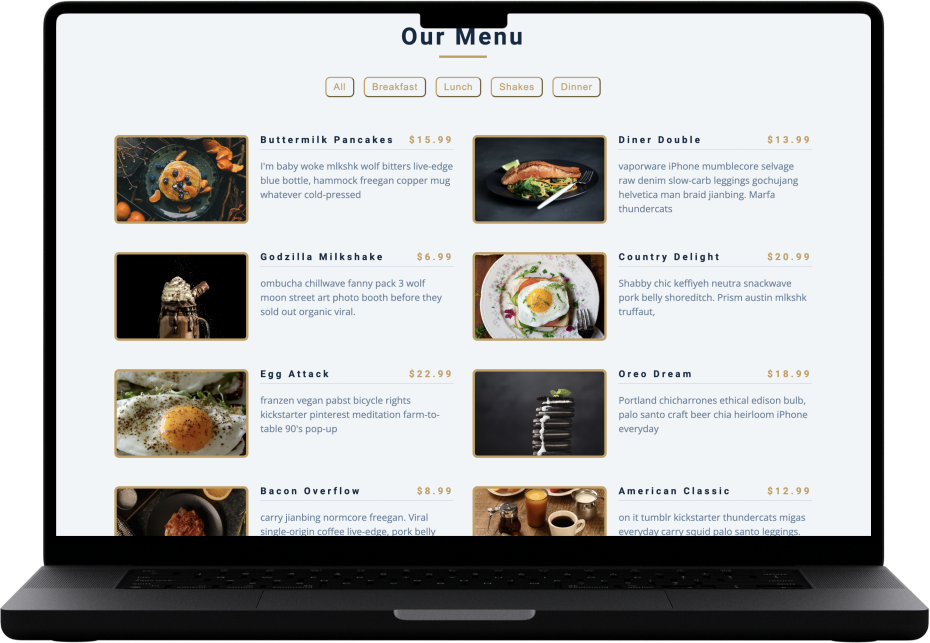 Our Menu
All
Breakfast
Lunch
Shakes
Dinner
Buttermilk Pancakes $15.99
I'm baby woke mlkshk wolf bitters live-edge
blue bottle, hammock freegan copper mug
whatever cold-pressed
Diner Double $13.99
vaporware iPhone mumblecore selvage
raw denim slow-carb leggings gochujang
helvetica man braid jianbing. Marfa
thundercats
Godzilla Milkshake $6.99
ombucha chillwave fanny pack 3 wolf
moon street art photo booth before they
sold out organic viral.
Country Delight $20.99
Shabby chic keffiyeh neutra snackwave
pork belly shoreditch. Prism austin mlkshk
truffaut,
Egg Attack $22.99
franzen vegan pabst bicycle rights
kickstarter pinterest meditation farm-to-
table 90's pop-up
Oreo Dream $18.99
Portland chicharrones ethical edison bulb,
palo santo craft beer chia heirloom iPhone
everyday
Bacon Overflow $8.99
carry jianbing normcore freegan. Viral
single-origin coffee live-edge, pork belly
American Classic $12.99
on it tumblr kickstarter thundercats migas
everyday carry squid palo santo leggings.